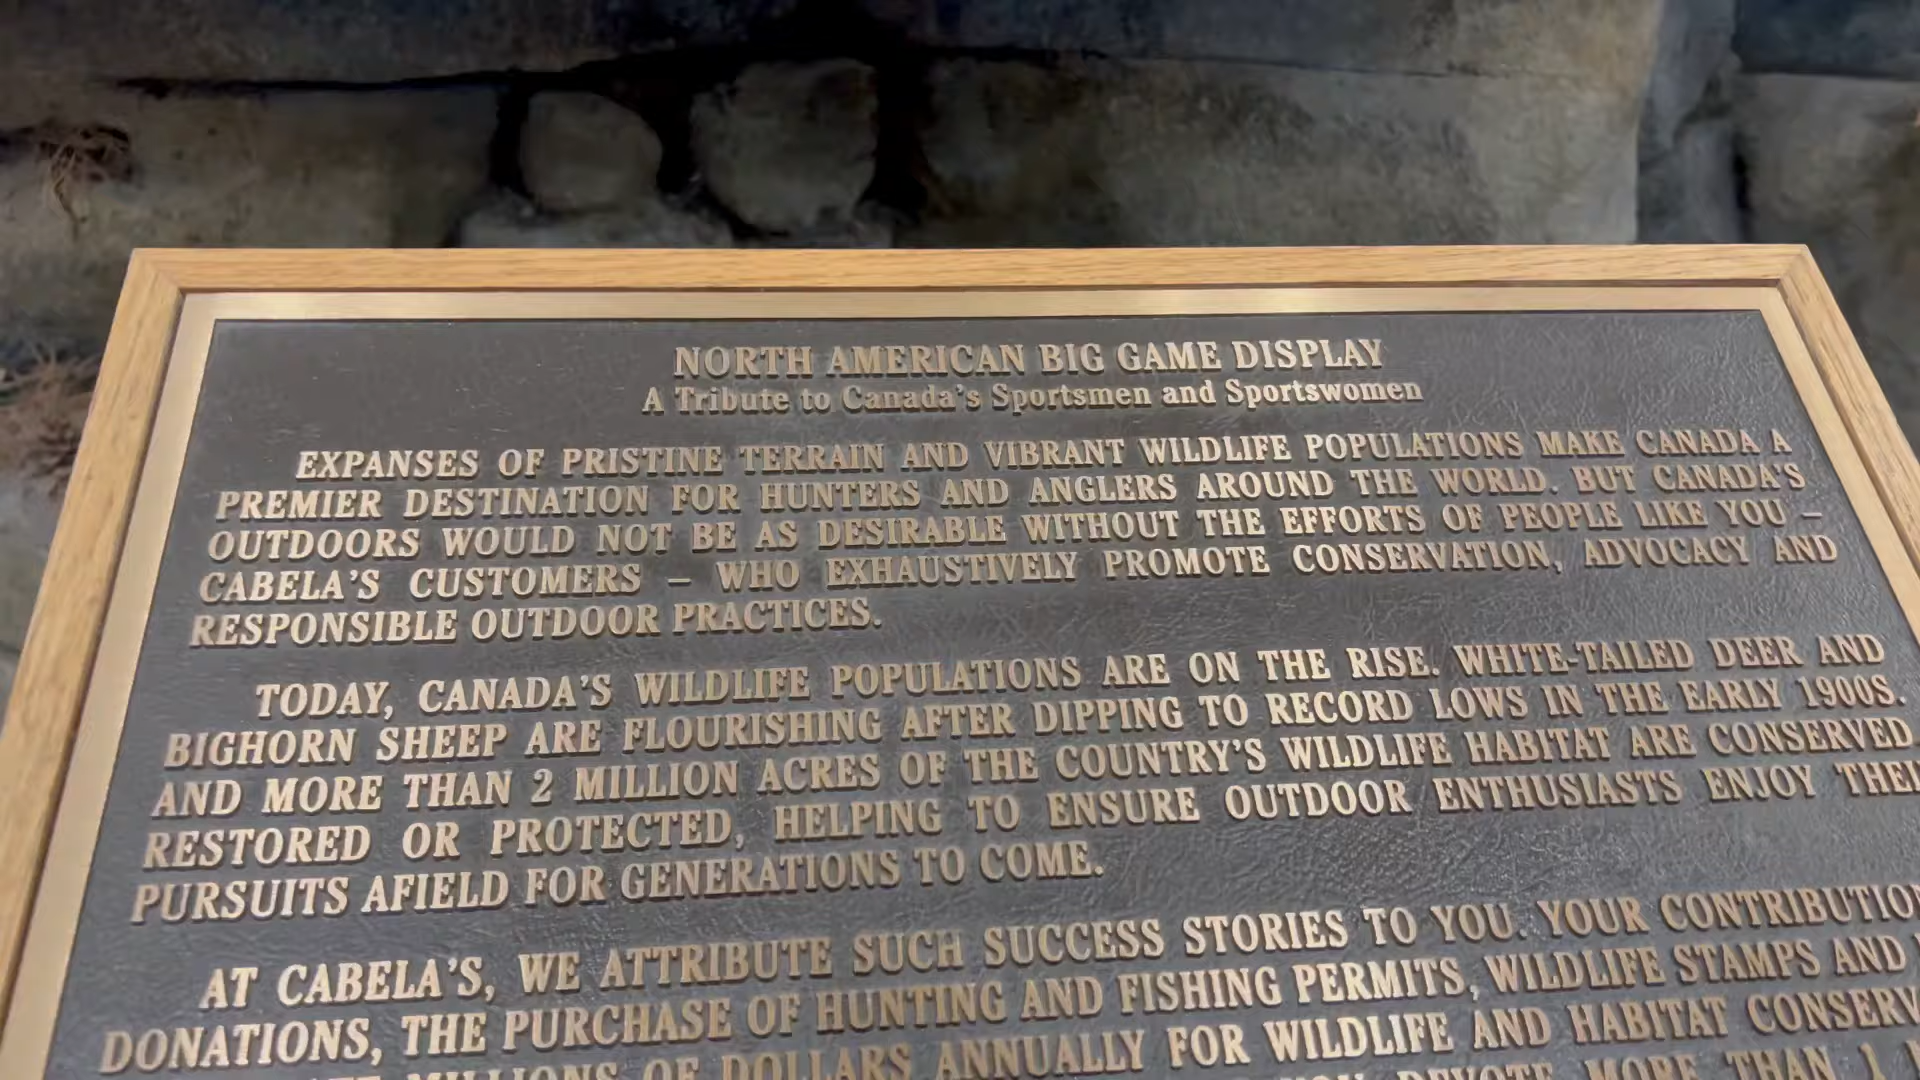 NORTH AMERICAN BIG GAME DISPLAY
A Tribute to Canada's Sportsmen and Sportswomen
EXPANSES OF PRISTINE TERRAIN AND VIBRANT WILDLIFE POPULATIONS MAKE CANADA A
PREMIER DESTINATION FOR HUNTERS AND ANGLERS AROUND THE WORLD. BUT CANADA'S
OUTDOORS WOULD NOT BE AS DESIRABLE WITHOUT THE EFFORTS OF PEOPLE LIKE YOU –
CABELA'S CUSTOMERS – WHO EXHAUSTIVELY PROMOTE CONSERVATION, ADVOCACY AND
RESPONSIBLE OUTDOOR PRACTICES.
TODAY, CANADA'S WILDLIFE POPULATIONS ARE ON THE RISE. WHITE-TAILED DEER AND
BIGHORN SHEEP ARE FLOURISHING AFTER DIPPING TO RECORD LOWS IN THE EARLY 1900S.
AND MORE THAN 2 MILLION ACRES OF THE COUNTRY'S WILDLIFE HABITAT ARE CONSERVED
RESTORED OR PROTECTED, HELPING TO ENSURE OUTDOOR ENTHUSIASTS ENJOY
PURSUITS AFIELD FOR GENERATIONS TO COME.
AT CABELA'S, WE ATTRIBUTE SUCH SUCCESS STORIES TO YOU. YOUR
DONATIONS, THE PURCHASE OF HUNTING AND FISHING PERMITS, WILDLIFE STAMPS AND
MILLIONS OF DOLLARS ANNUALLY FOR WILDLIFE AND HABITAT
DEVOTE MORE THAN 1